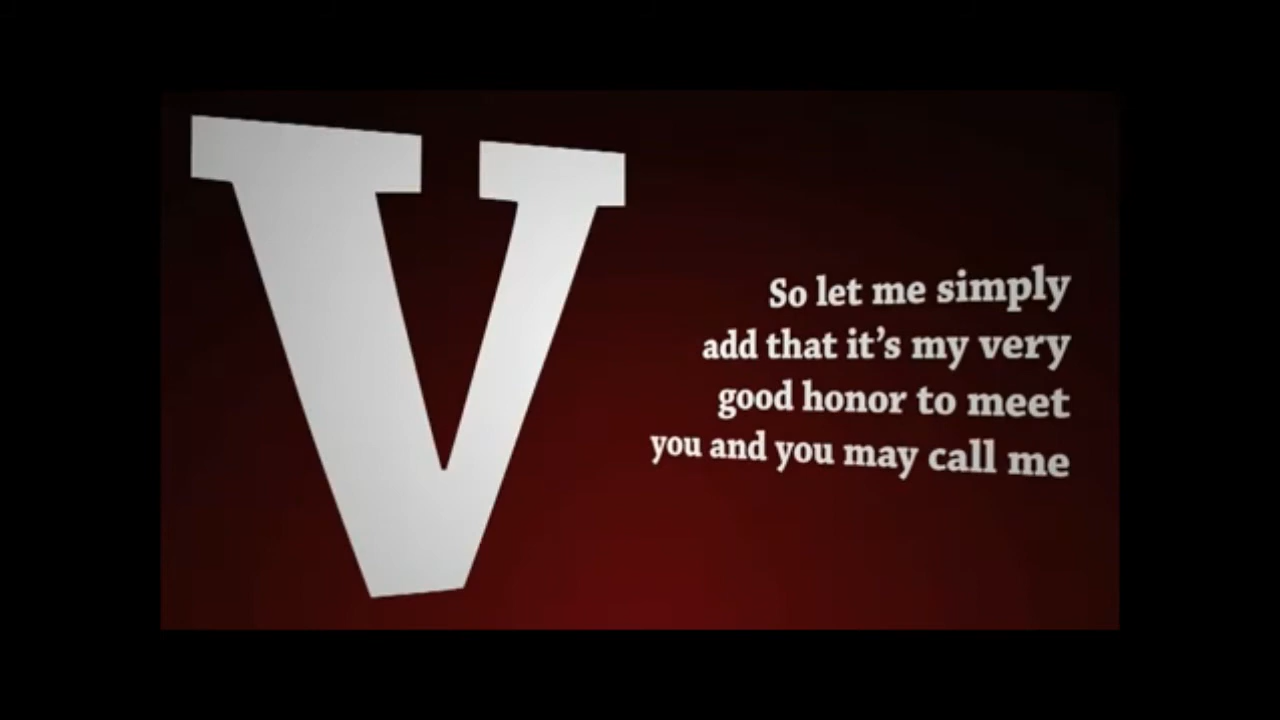 V
So let me simply
add that it's my very
good honor to meet
you and you may call me